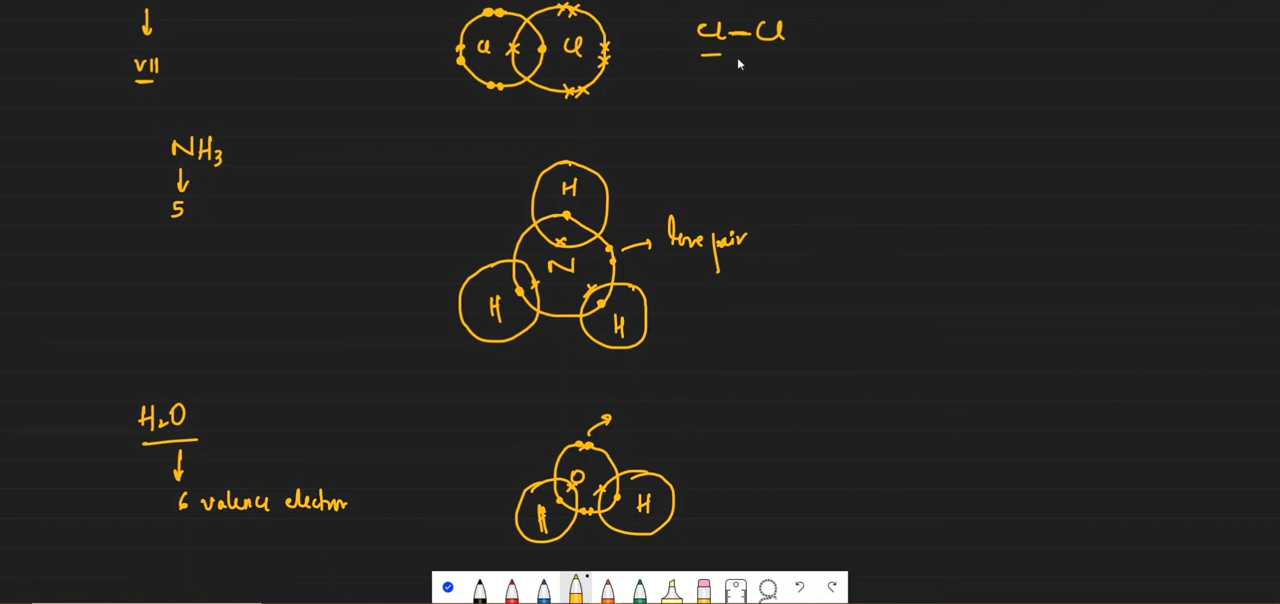 VII
Cl Cl
Cl-Cl
NH3
5
H
N
H
H
lone pair
H2O
6 valence electron
O
H
H